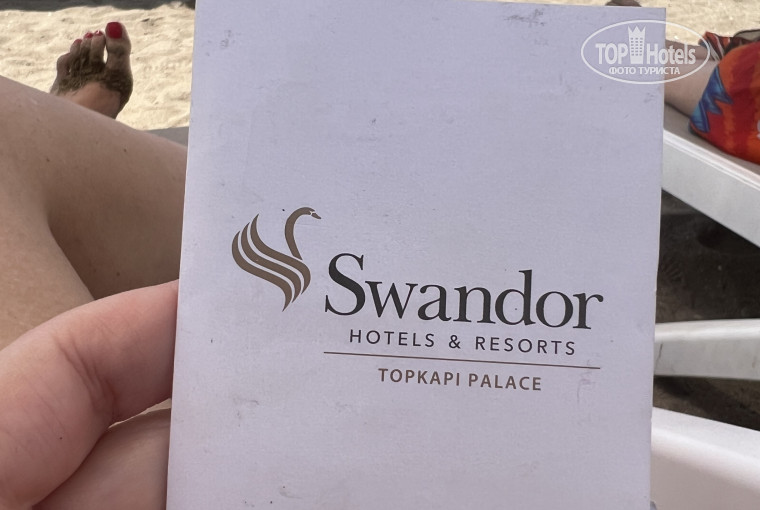 TOP Hotels
ФОТО ТУРИСТА
Swandor
HOTELS & RESORTS
TOPKAPI PALACE